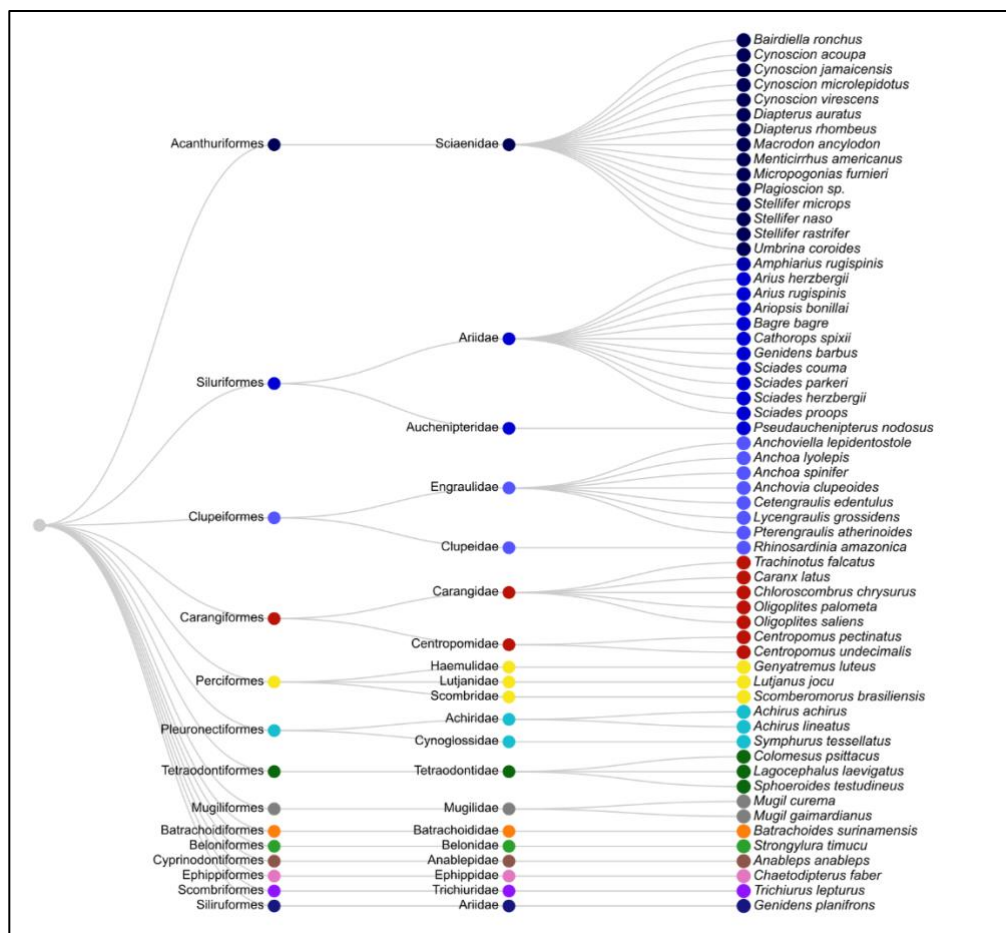 Bairdiella ronchus
Cynoscion acoupa
Cynoscion jamaicensis
Cynoscion microlepidotus
Cynoscion virescens
Diapterus auratus
Diapterus rhombeus
Acanthuriformes Sciaenidae Macrodon ancylodon
Menticirrhus americanus
Micropogonias furnieri
Plagioscion sp.
Stellifer microps
Stellifer naso
Stellifer rastrifer
Umbrina coroides
Amphiarius rugispinis
Arius herzbergii
Arius rugispinis
Ariopsis bonillai
Bagre bagre
Ariidae Cathorops spixii
Genidens barbus
Sciades couma
Siluriformes Sciades parkeri
Sciades herzbergii
Sciades proops
Auchenipteridae Pseudauchenipterus nodosus
Anchoviella lepidentostole
Anchoa lyolepis
Anchoa spinifer
Engraulidae Anchovia clupeoides
Cetengraulis edentulus
Clupeiformes Lycengraulis grossidens
Pterengraulis atherinoides
Clupeidae Rhinosardinia amazonica
Trachinotus falcatus
Caranx latus
Carangidae Chloroscombrus chrysurus
Oligoplites palometa
Carangiformes Oligoplites saliens
Centropomidae Centropomus pectinatus
Centropomus undecimalis
Haemulidae Genyatremus luteus
Perciformes Lutjanidae Lutjanus jocu
Scombridae Scomberomorus brasiliensis
Achiridae Achirus achirus
Pleuronectiformes Achirus lineatus
Cynoglossidae Symphurus tessellatus
Colomesus psittacus
Tetraodontiformes Tetraodontidae Lagocephalus laevigatus
Sphoeroides testudineus
Mugiliformes Mugilidae Mugil curema
Mugil gaimardianus
Batrachoidiformes Batrachoididae Batrachoides surinamensis
Beloniformes Belonidae Strongylura timucu
Cyprinodontiformes Anablepidae Anableps anableps
Ephippiformes Ephippidae Chaetodipterus faber
Scombriformes Trichiuridae Trichiurus lepturus
Siliruformes Ariidae Genidens planifrons